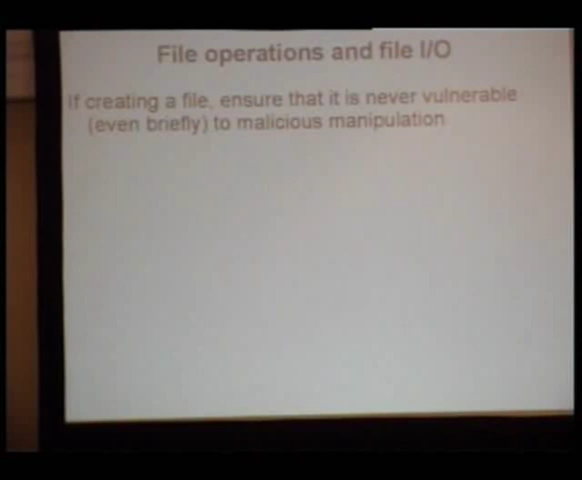 File operations and file I/O
If creating a file, ensure that it is never vulnerable
(even briefly) to malicious manipulation